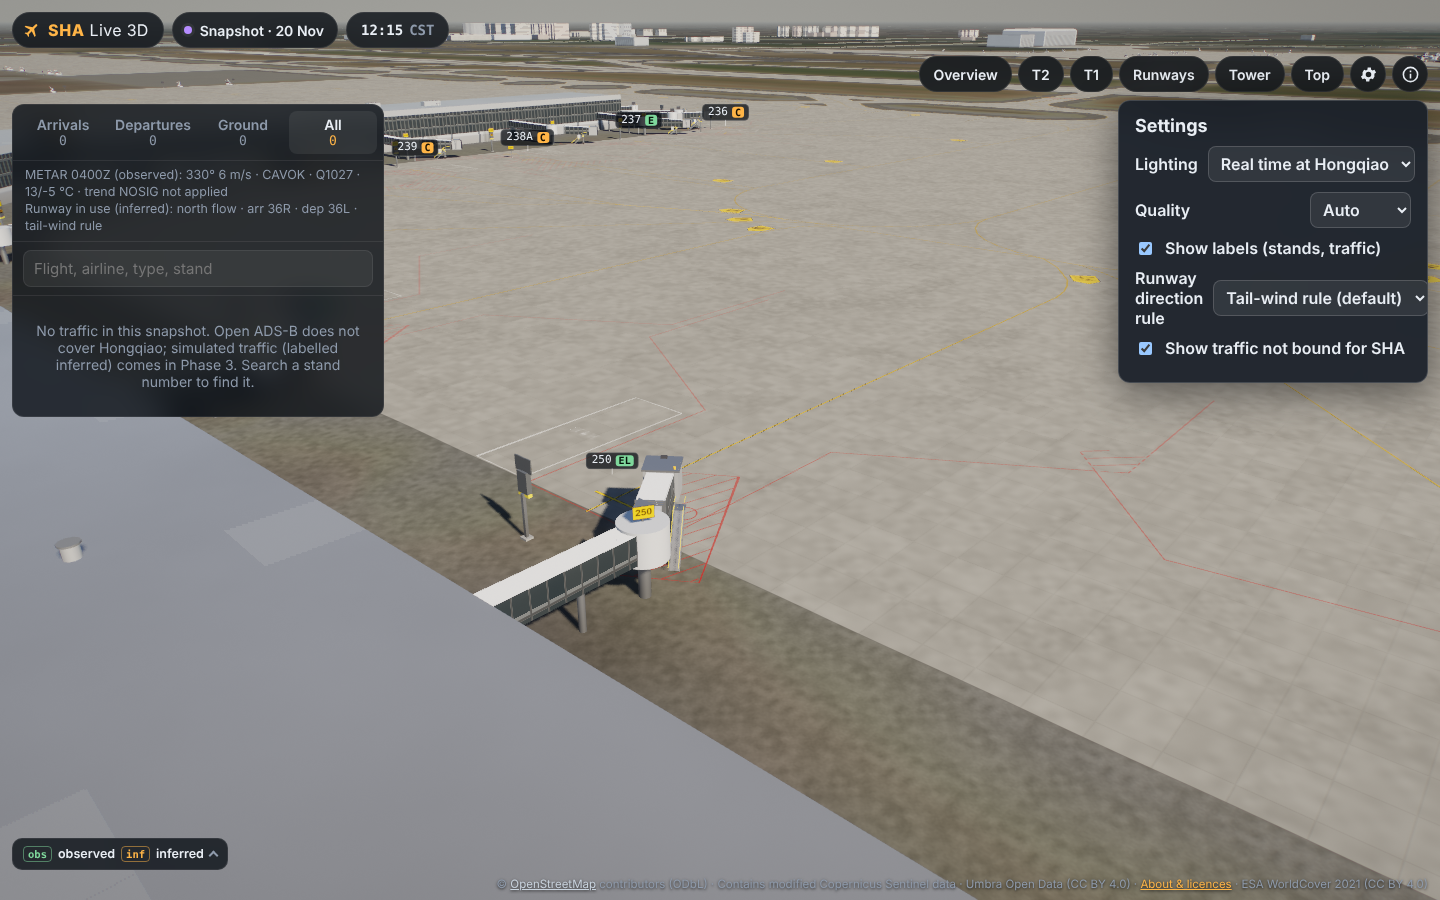 SHA Live 3D
Snapshot · 20 Nov
12:15 CST
Overview
T2
T1
Runways
Tower
Top
Arrivals
0
Departures
0
Ground
0
All
0
METAR 0400Z (observed): 330° 6 m/s · CAVOK · Q1027 ·
13/-5 °C · trend NOSIG not applied
Runway in use (inferred): north flow · arr 36R · dep 36L ·
tail-wind rule
Flight, airline, type, stand
No traffic in this snapshot. Open ADS-B does not
cover Hongqiao; simulated traffic (labelled
inferred) comes in Phase 3. Search a stand
number to find it.
239 C
238A C
237 E
236 C
250 EL
250
Settings
Lighting
Real time at Hongqiao
Quality
Auto
Show labels (stands, traffic)
Runway
direction
rule
Tail-wind rule (default)
Show traffic not bound for SHA
obs observed inf inferred
© OpenStreetMap contributors (ODbL) · Contains modified Copernicus Sentinel data · Umbra Open Data (CC BY 4.0) · About & licences · ESA WorldCover 2021 (CC BY 4.0)